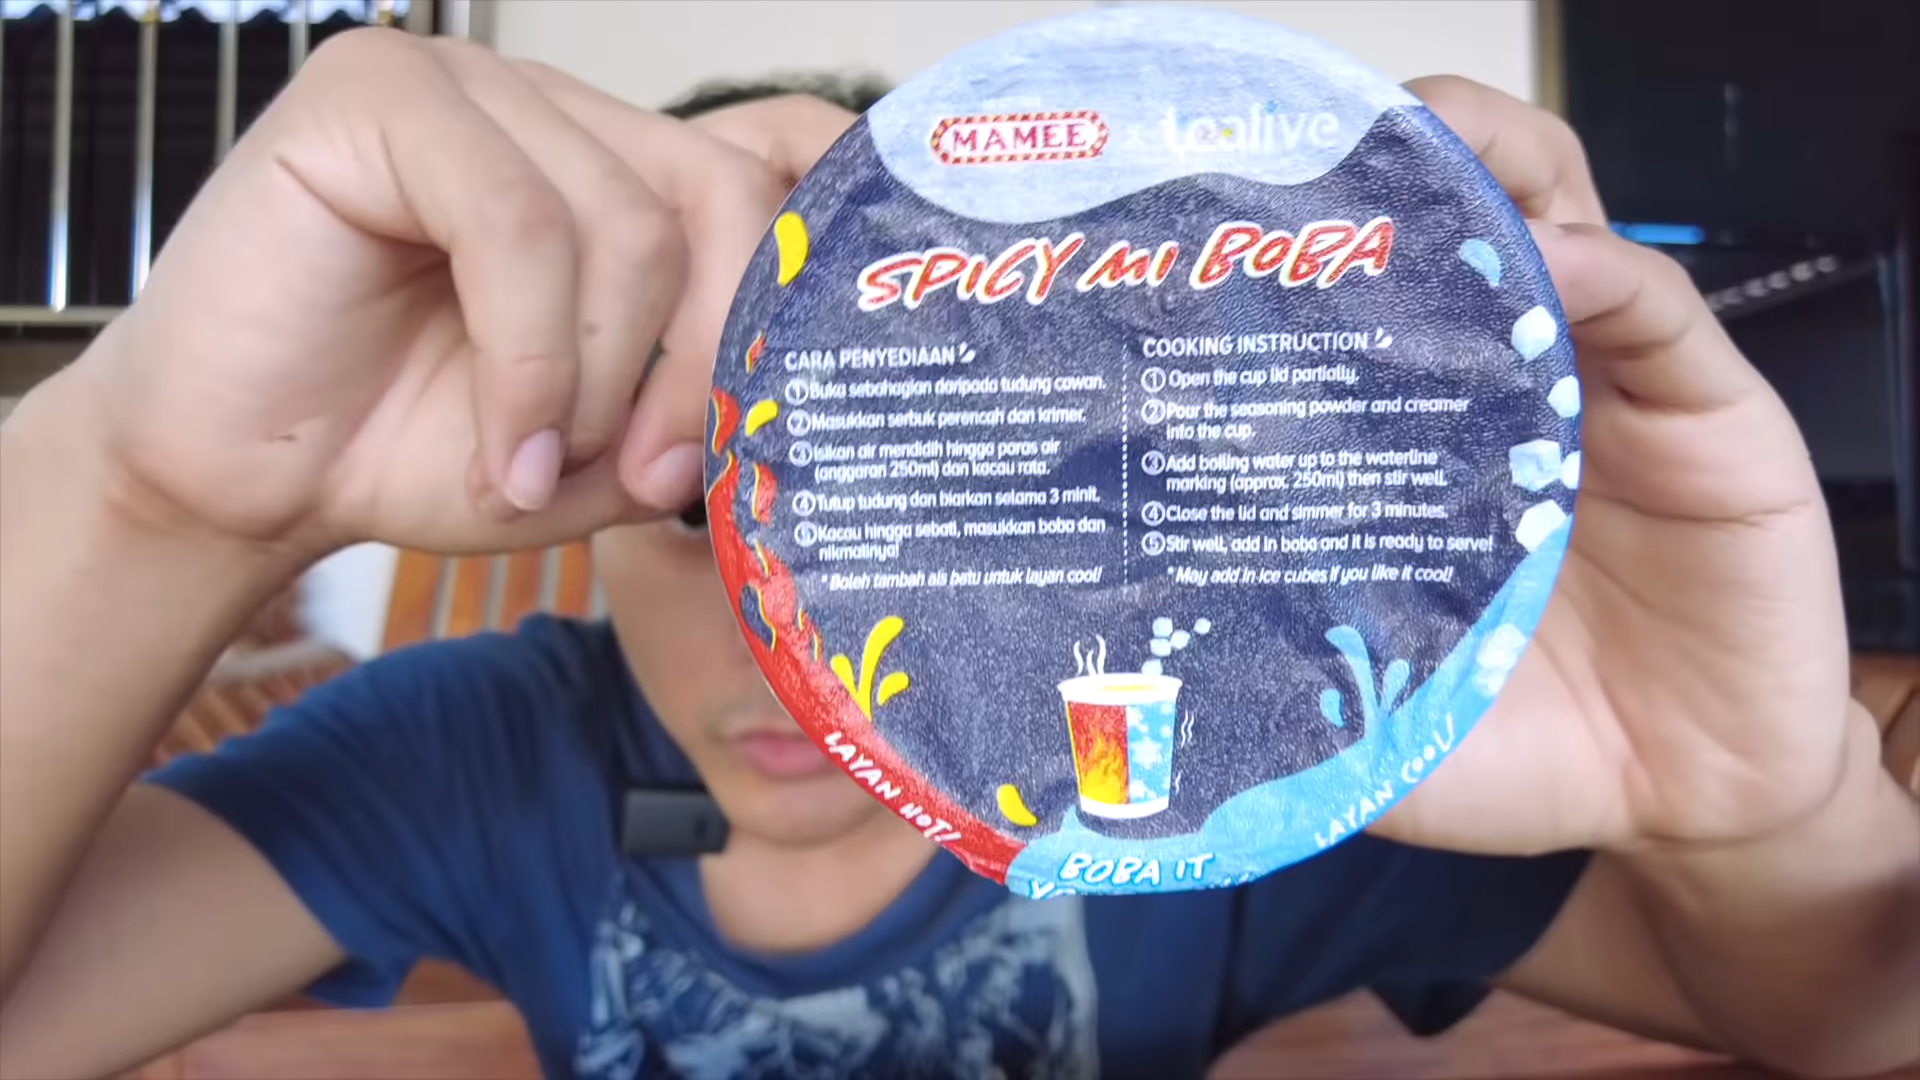 MAMEE x tealive
SPICY MI BOBA
CARA PENYEDIAAN
1 Buka sebahagian daripada tudung cawan.
2 Masukkan serbuk perencah dan krimer.
3 Isikan air mendidih hingga paras air
(anggaran 250ml) dan kacau rata.
4 Tutup tudung dan biarkan selama 3 minit.
5 Kacau hingga sebati, masukkan boba dan
nikmatinya!
* Boleh tambah ais batu untuk layan cool!
COOKING INSTRUCTION
1 Open the cup lid partially.
2 Pour the seasoning powder and creamer
into the cup.
3 Add boiling water up to the waterline
marking (approx. 250ml) then stir well.
4 Close the lid and simmer for 3 minutes.
5 Stir well, add in boba and it is ready to serve!
* May add in ice cubes if you like it cool!
LAYAN HOT!
LAYAN COOL!
BOBA IT